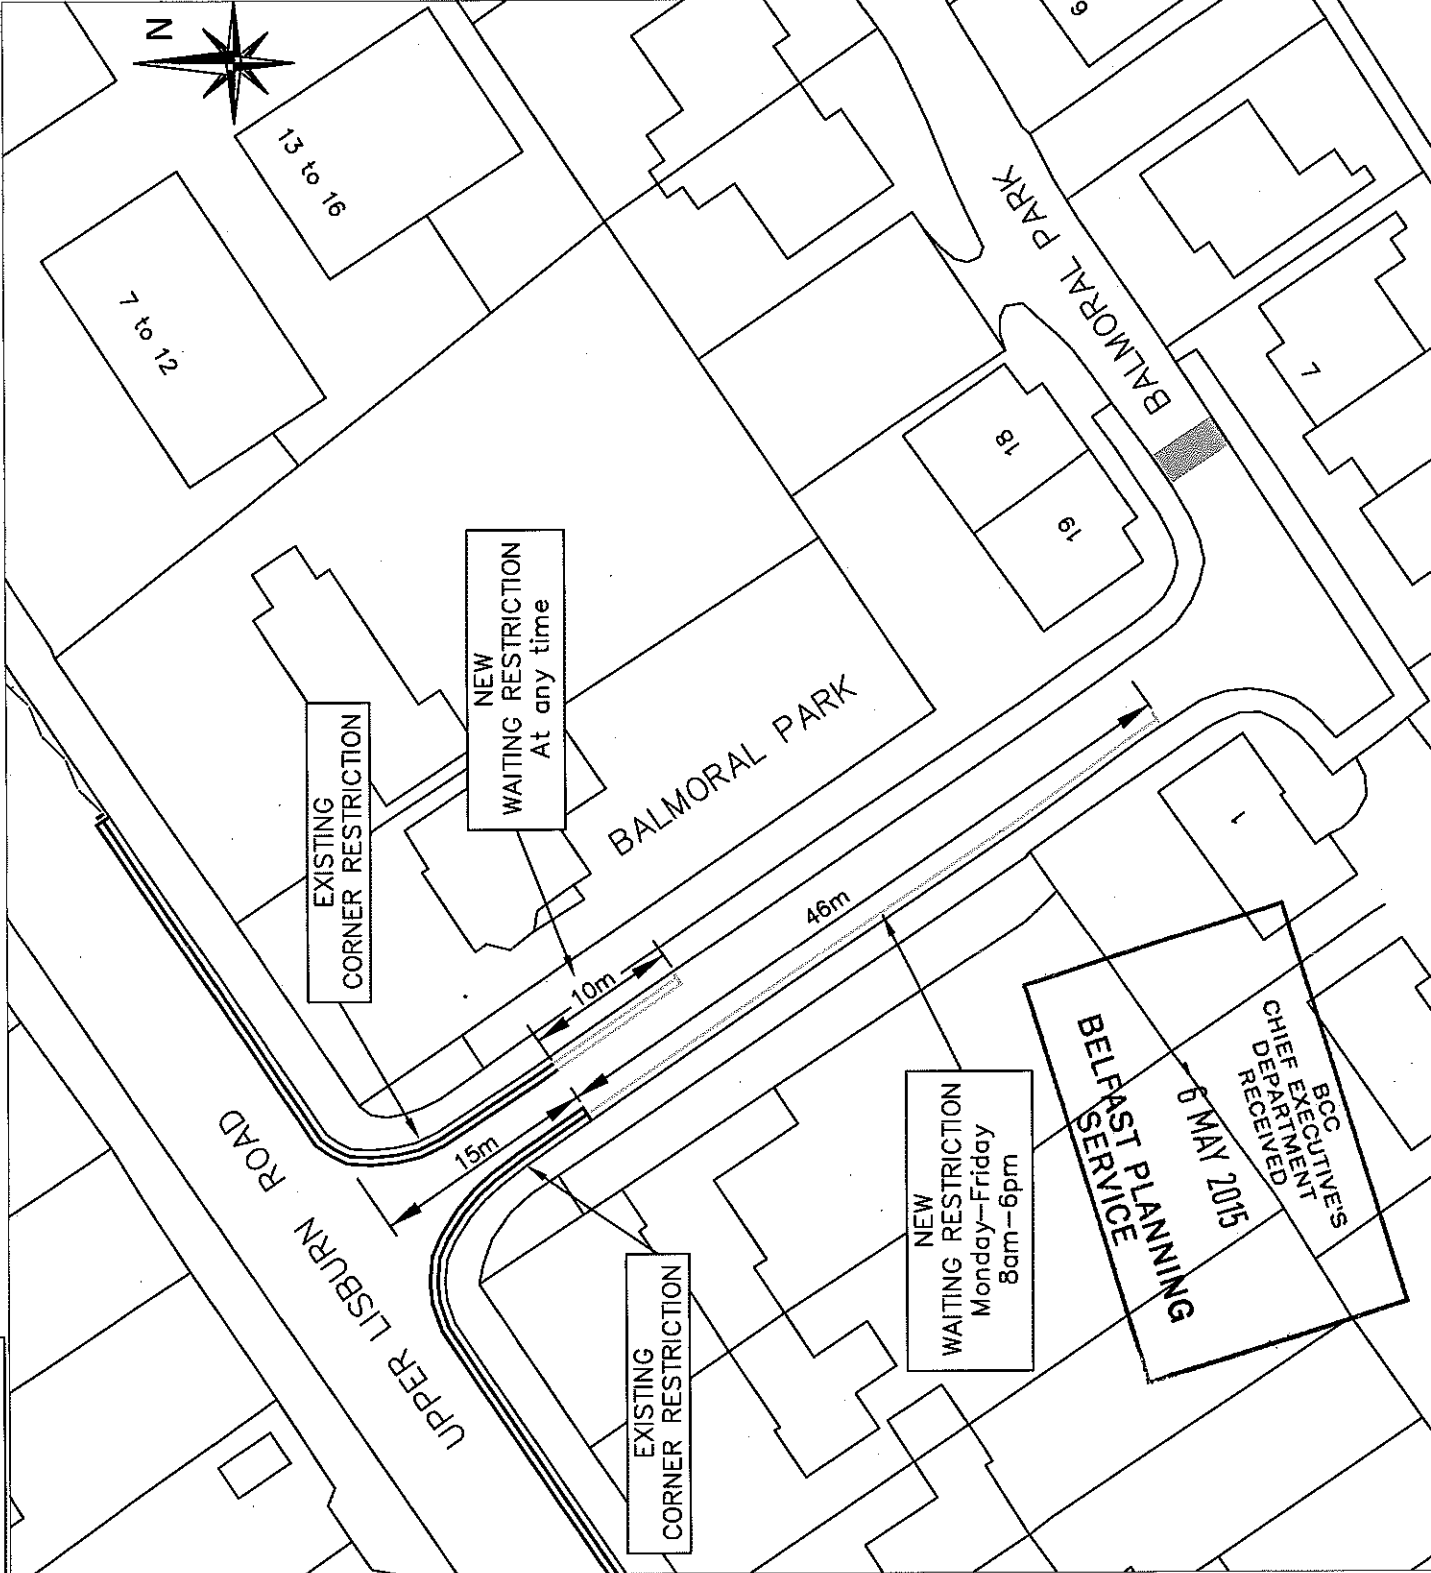 N
13 to 16
7 to 12
9
BALMORAL PARK
7
18
19
EXISTING
CORNER RESTRICTION
NEW
WAITING RESTRICTION
At any time
BALMORAL PARK
10m
46m
15m
1
UPPER LISBURN ROAD
EXISTING
CORNER RESTRICTION
NEW
WAITING RESTRICTION
Monday-Friday
8am-6pm
BCC
CHIEF EXECUTIVE'S
DEPARTMENT
RECEIVED
6 MAY 2015
BELFAST PLANNING
SERVICE